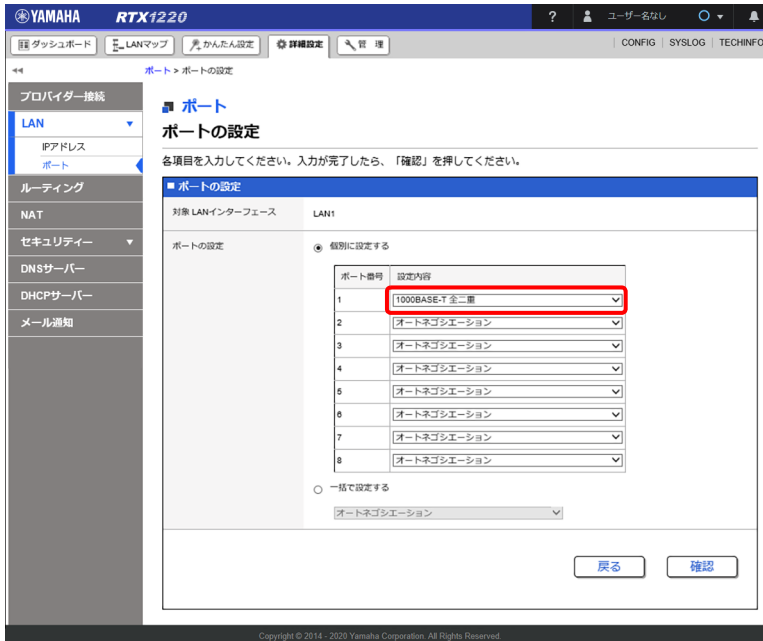 YAMAHA RTX1220 ? ユーザー名なし
ダッシュボード LANマップ かんたん設定 詳細設定 管 理 CONFIG SYSLOG TECHINFO
ポート > ポートの設定
プロバイダー接続
LAN
IPアドレス
ポート
ルーティング
NAT
セキュリティー
DNSサーバー
DHCPサーバー
メール通知
ポート
ポートの設定
各項目を入力してください。入力が完了したら、「確認」を押してください。
ポートの設定
対象 LANインターフェース LAN1
ポートの設定 個別に設定する
ポート番号 設定内容
1 1000BASE-T 全二重
2 オートネゴシエーション
3 オートネゴシエーション
4 オートネゴシエーション
5 オートネゴシエーション
6 オートネゴシエーション
7 オートネゴシエーション
8 オートネゴシエーション
一括で設定する
オートネゴシエーション
戻る 確認
Copyright © 2014 - 2020 Yamaha Corporation. All Rights Reserved.